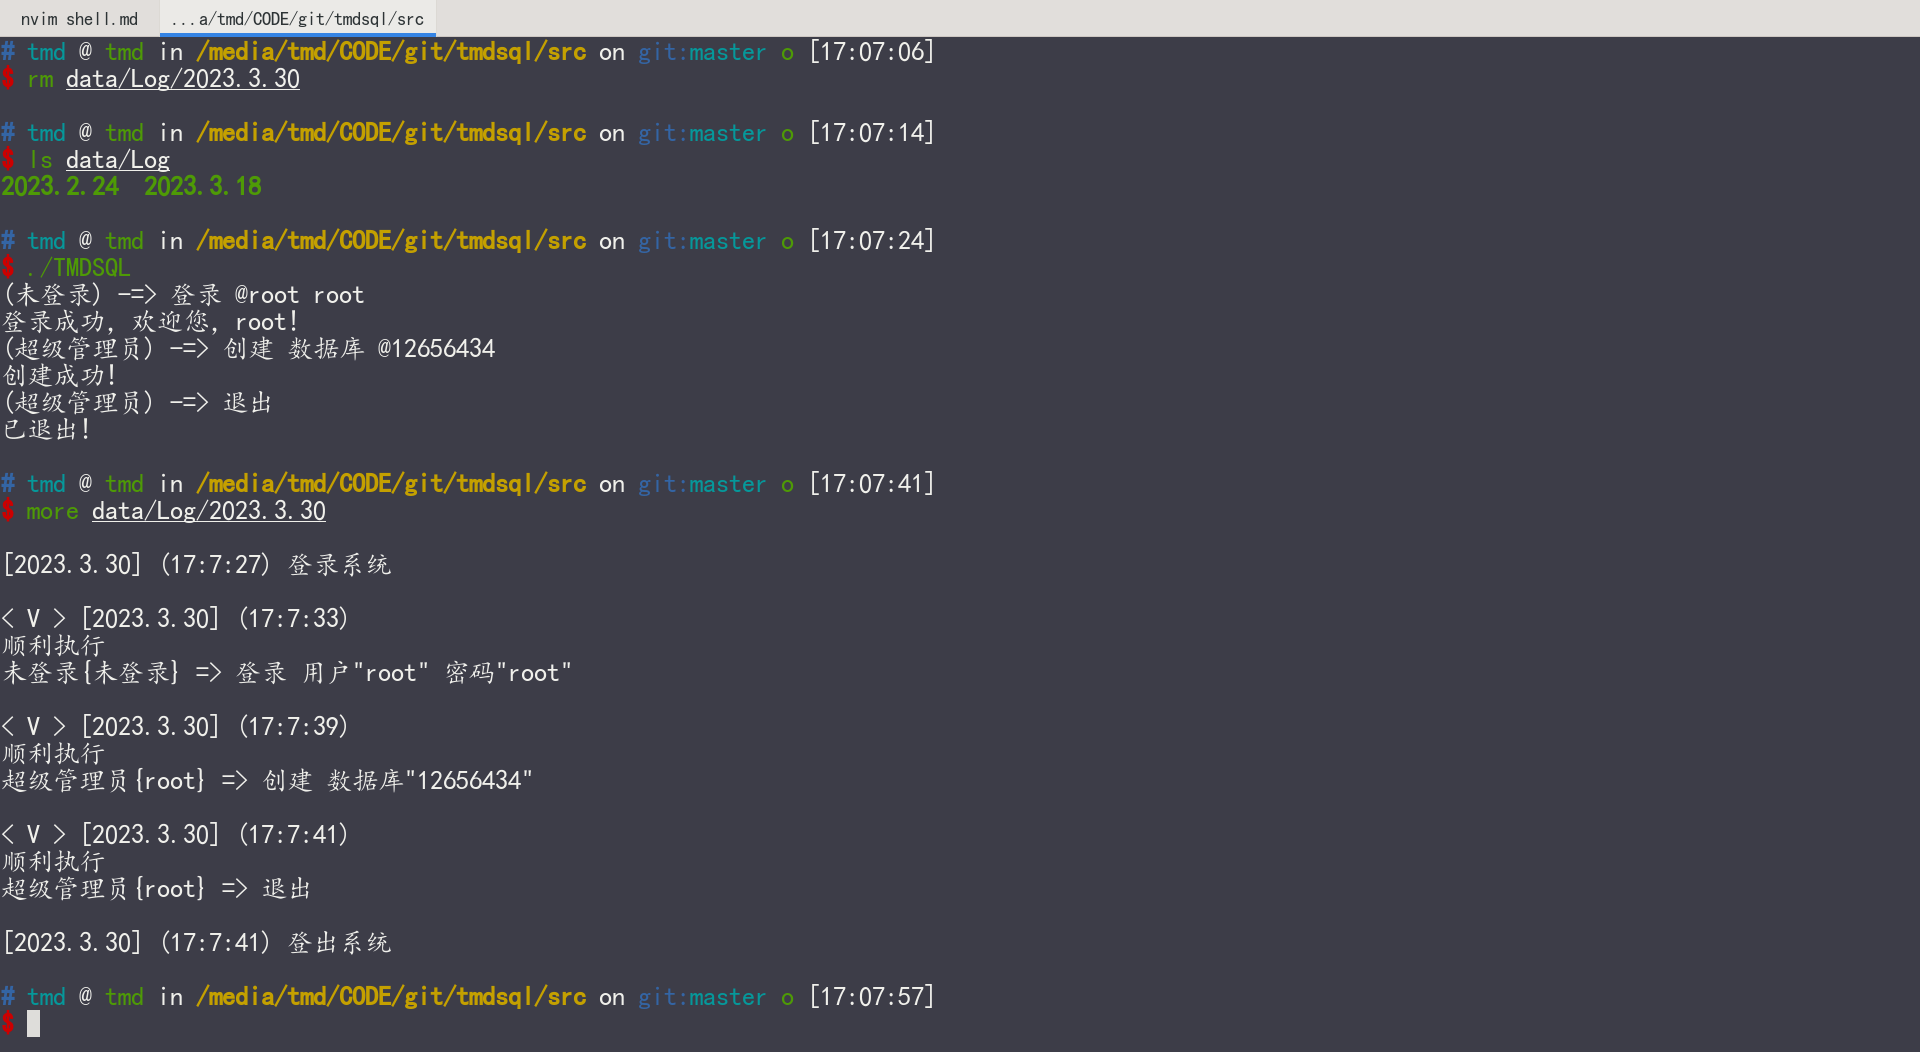 nvim shell.md
...a/tmd/CODE/git/tmdsql/src
# tmd @ tmd in /media/tmd/CODE/git/tmdsql/src on git:master o [17:07:06]
$ rm data/Log/2023.3.30
# tmd @ tmd in /media/tmd/CODE/git/tmdsql/src on git:master o [17:07:14]
$ ls data/Log
2023.2.24  2023.3.18
# tmd @ tmd in /media/tmd/CODE/git/tmdsql/src on git:master o [17:07:24]
$ ./TMDSQL
(未登录) -=> 登录 @root root
登录成功, 欢迎您, root!
(超级管理员) -=> 创建 数据库 @12656434
创建成功!
(超级管理员) -=> 退出
已退出!
# tmd @ tmd in /media/tmd/CODE/git/tmdsql/src on git:master o [17:07:41]
$ more data/Log/2023.3.30
[2023.3.30] (17:7:27) 登录系统
< V > [2023.3.30] (17:7:33)
顺利执行
未登录{未登录} => 登录 用户"root" 密码"root"
< V > [2023.3.30] (17:7:39)
顺利执行
超级管理员{root} => 创建 数据库"12656434"
< V > [2023.3.30] (17:7:41)
顺利执行
超级管理员{root} => 退出
[2023.3.30] (17:7:41) 登出系统
# tmd @ tmd in /media/tmd/CODE/git/tmdsql/src on git:master o [17:07:57]
$